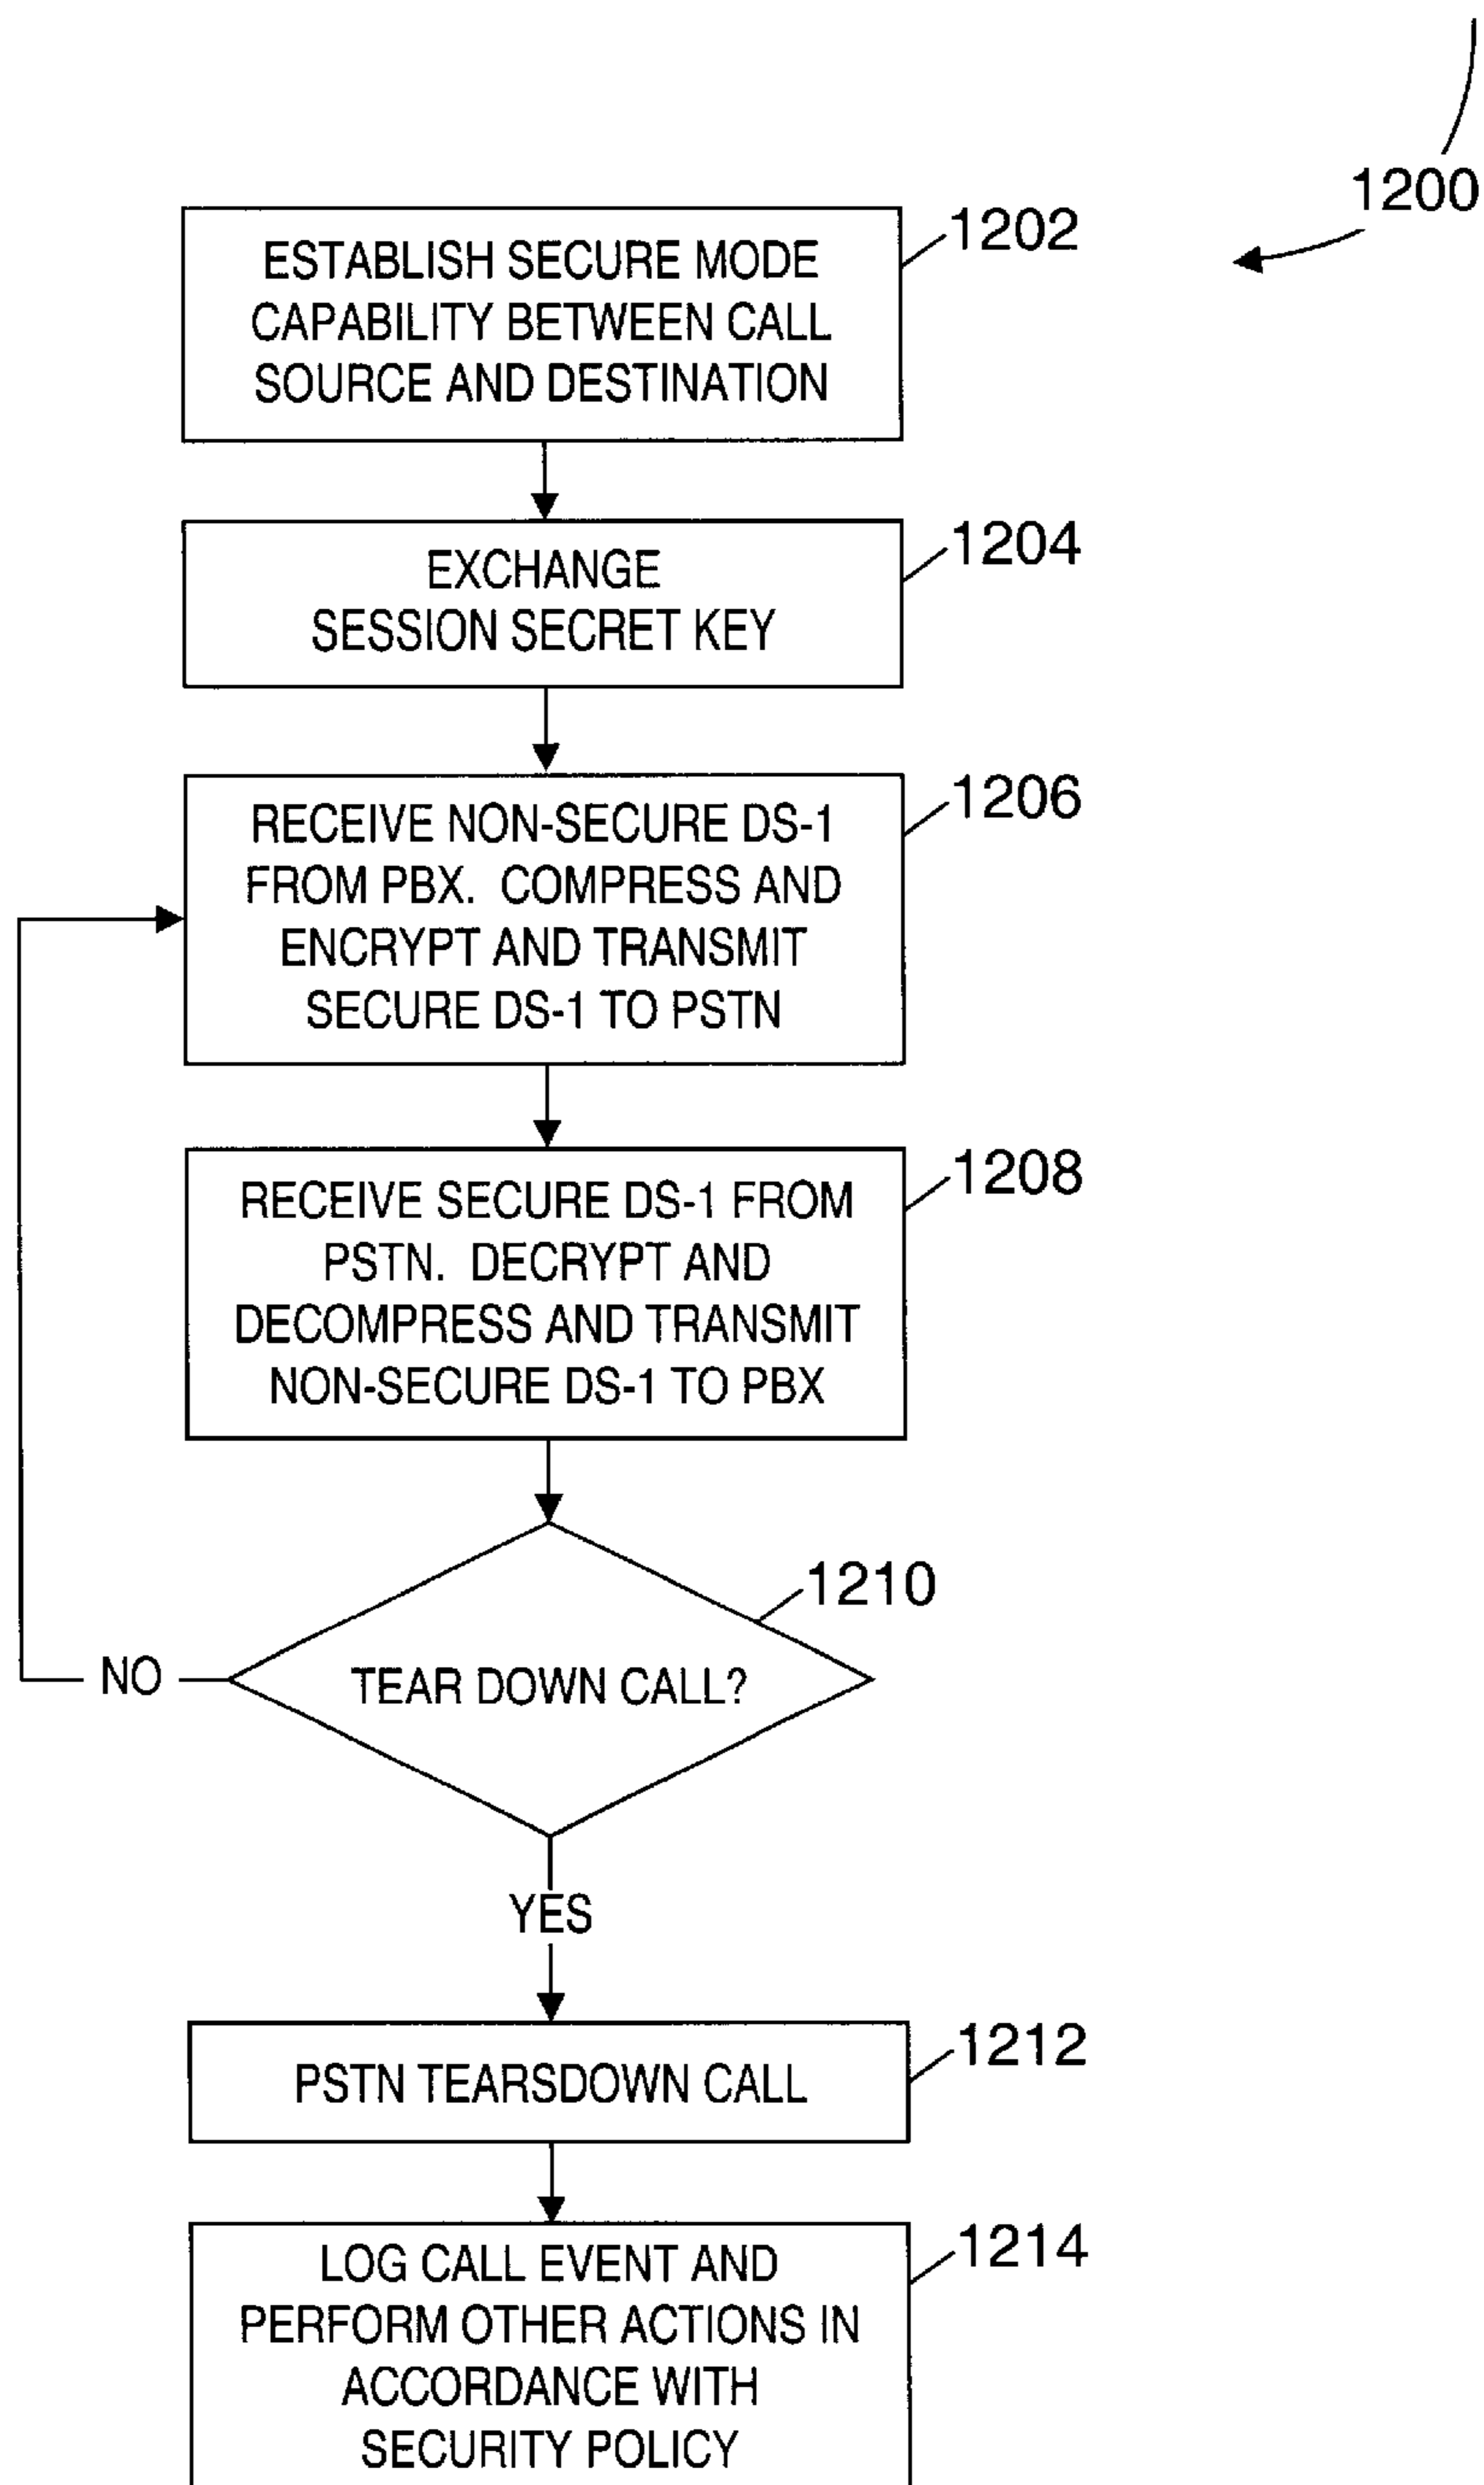 1200
1202
ESTABLISH SECURE MODE
CAPABILITY BETWEEN CALL
SOURCE AND DESTINATION
1204
EXCHANGE
SESSION SECRET KEY
1206
RECEIVE NON-SECURE DS-1
FROM PBX. COMPRESS AND
ENCRYPT AND TRANSMIT
SECURE DS-1 TO PSTN
1208
RECEIVE SECURE DS-1 FROM
PSTN. DECRYPT AND
DECOMPRESS AND TRANSMIT
NON-SECURE DS-1 TO PBX
1210
TEAR DOWN CALL?
NO
YES
1212
PSTN TEARSDOWN CALL
1214
LOG CALL EVENT AND
PERFORM OTHER ACTIONS IN
ACCORDANCE WITH
SECURITY POLICY